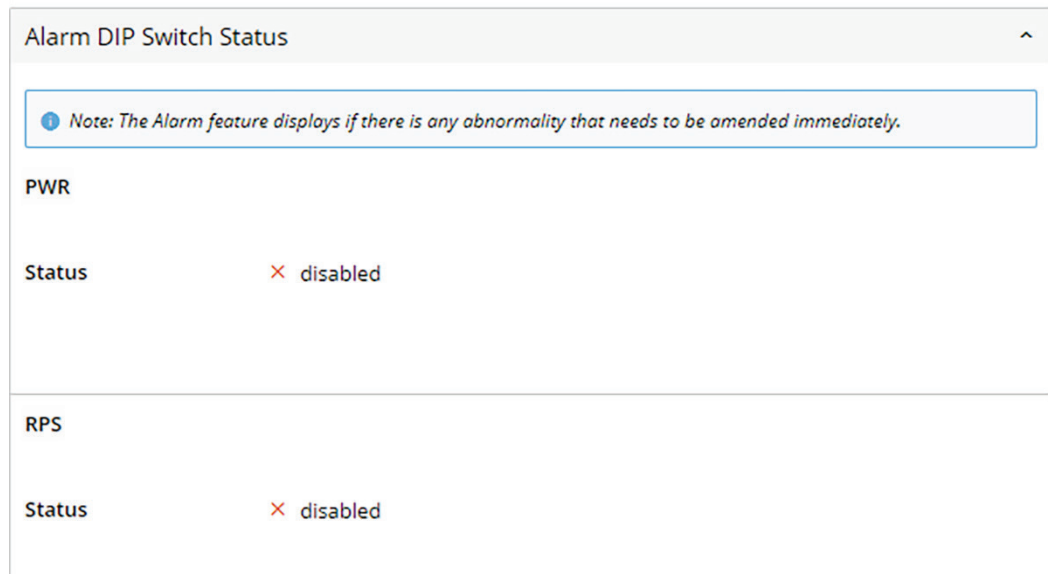 Alarm DIP Switch Status
Note: The Alarm feature displays if there is any abnormality that needs to be amended immediately.
PWR
Status disabled
RPS
Status disabled